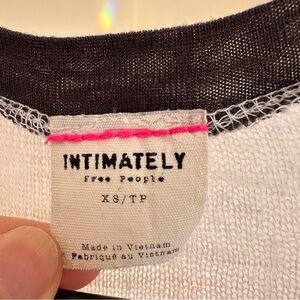 INTIMATELY
Free People
XS/TP
Made in Vietnam
Fabriqué au Vietnam